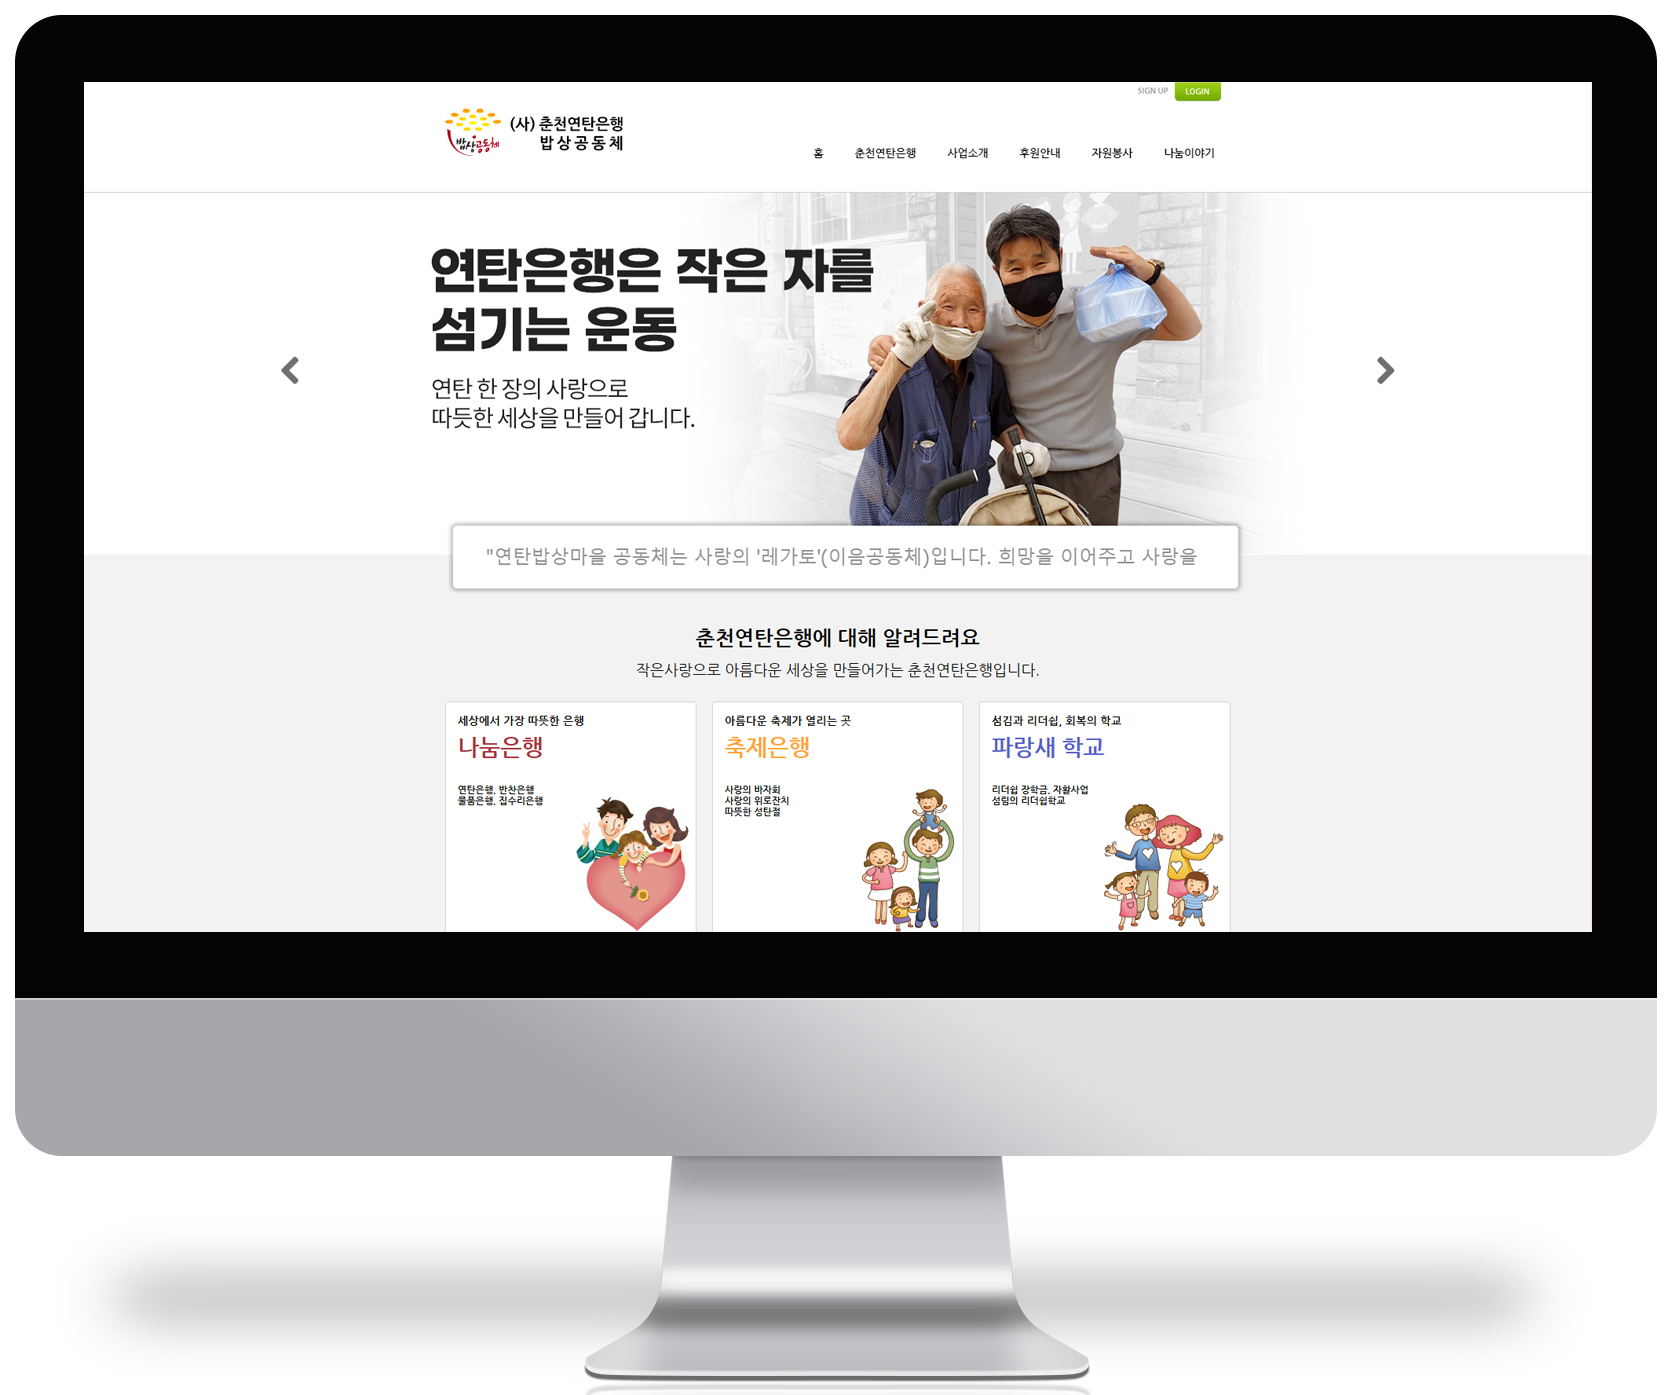 SIGN UP LOGIN
밥상공동체
(사) 춘천연탄은행
밥상공동체
홈 춘천연탄은행 사업소개 후원안내 자원봉사 나눔이야기
연탄은행은 작은 자를
섬기는 운동
연탄 한 장의 사랑으로
따듯한 세상을 만들어 갑니다.
"연탄밥상마을 공동체는 사랑의 '레가토'(이음공동체)입니다. 희망을 이어주고 사랑을
춘천연탄은행에 대해 알려드려요
작은사랑으로 아름다운 세상을 만들어가는 춘천연탄은행입니다.
세상에서 가장 따뜻한 은행
나눔은행
연탄은행, 반찬은행
물품은행, 집수리은행
아름다운 축제가 열리는 곳
축제은행
사랑의 바자회
사랑의 위로잔치
따뜻한 성탄절
섬김과 리더쉽, 회복의 학교
파랑새 학교
리더쉽 장학금, 자활사업
섬림의 리더쉽학교